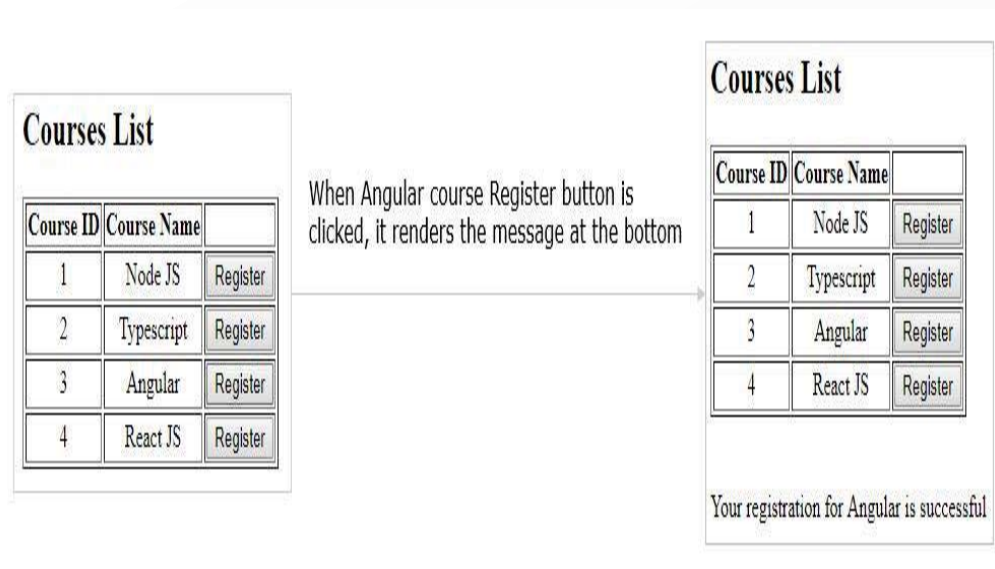 Courses List
Course ID Course Name
1 Node JS Register
2 Typescript Register
3 Angular Register
4 React JS Register
When Angular course Register button is
clicked, it renders the message at the bottom
Courses List
Course ID Course Name
1 Node JS Register
2 Typescript Register
3 Angular Register
4 React JS Register
Your registration for Angular is successful